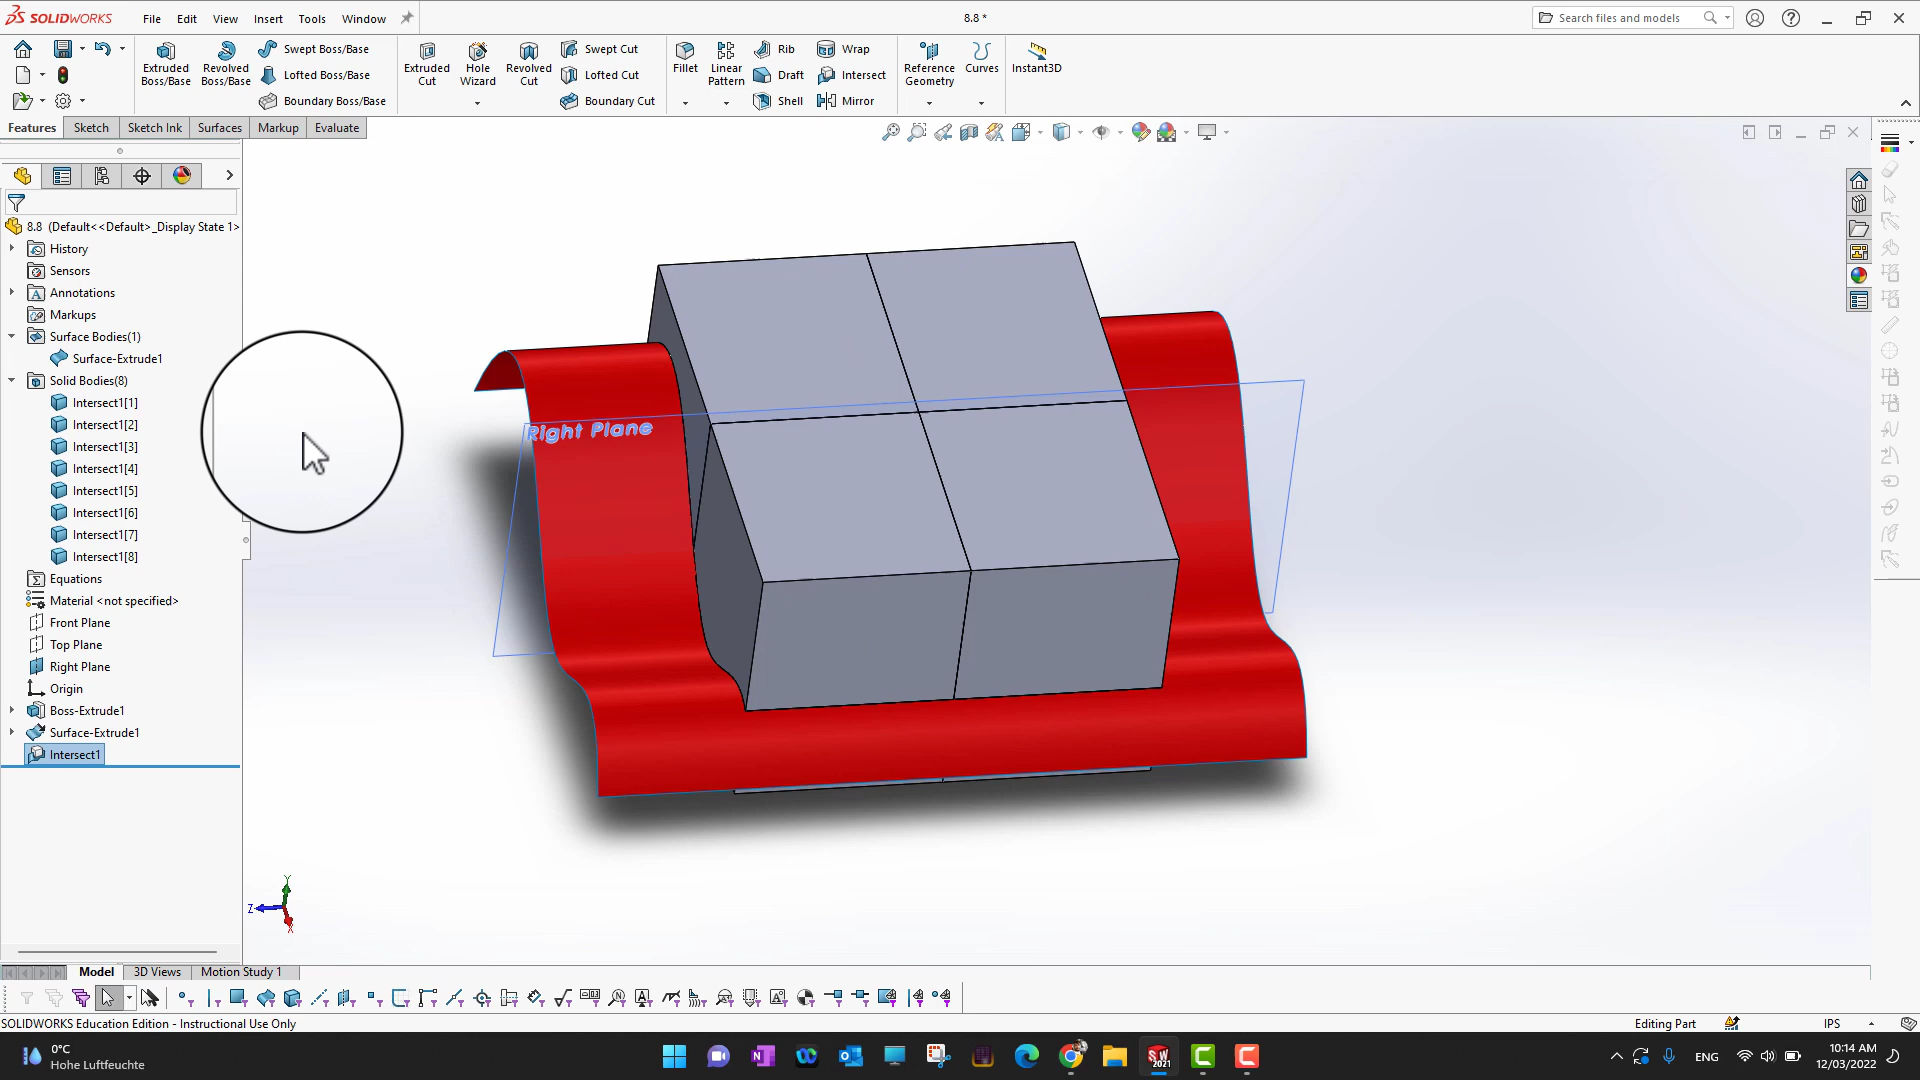 SOLIDWORKS File Edit View Insert Tools Window 8.8 * Search files and models
Extruded Boss/Base
Revolved Boss/Base
Swept Boss/Base
Lofted Boss/Base
Boundary Boss/Base
Extruded Cut
Hole Wizard
Revolved Cut
Swept Cut
Lofted Cut
Boundary Cut
Fillet
Linear Pattern
Rib
Draft
Shell
Wrap
Intersect
Mirror
Reference Geometry
Curves
Instant3D
Features Sketch Sketch Ink Surfaces Markup Evaluate
8.8 (Default<<Default>_Display State 1>
History
Sensors
Annotations
Markups
Surface Bodies(1)
Surface-Extrude1
Solid Bodies(8)
Intersect1[1]
Intersect1[2]
Intersect1[3]
Intersect1[4]
Intersect1[5]
Intersect1[6]
Intersect1[7]
Intersect1[8]
Equations
Material <not specified>
Front Plane
Top Plane
Right Plane
Origin
Boss-Extrude1
Surface-Extrude1
Intersect1
Right Plane
Y
Z
X
Model 3D Views Motion Study 1
SOLIDWORKS Education Edition - Instructional Use Only Editing Part IPS
0°C
Hohe Luftfeuchte
SW
2021
ENG
10:14 AM
12/03/2022